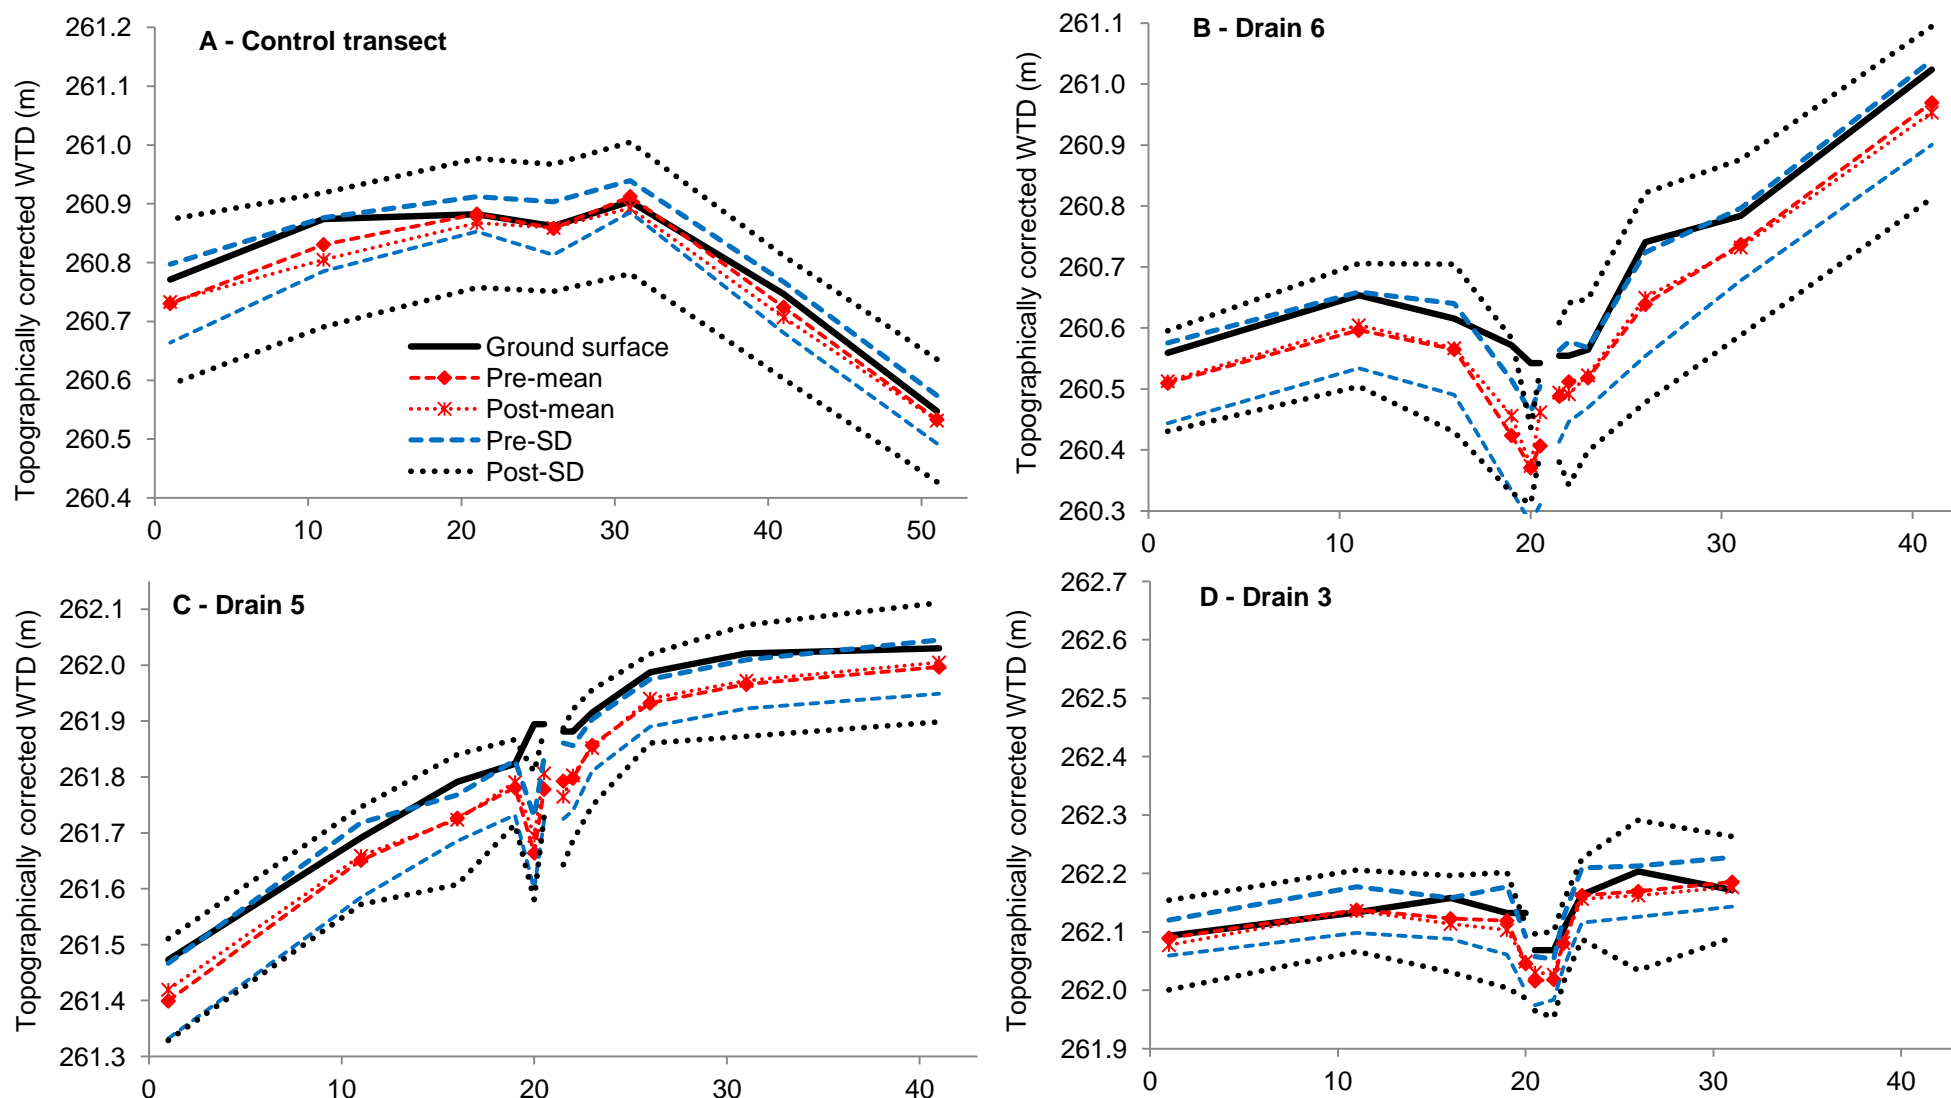 A - Control transect
Topographically corrected WTD (m)
261.2
261.1
261.0
260.9
260.8
260.7
260.6
260.5
260.4
0 10 20 30 40 50
Ground surface
Pre-mean
Post-mean
Pre-SD
Post-SD
B - Drain 6
Topographically corrected WTD (m)
261.1
261.0
260.9
260.8
260.7
260.6
260.5
260.4
260.3
0 10 20 30 40
C - Drain 5
Topographically corrected WTD (m)
262.1
262.0
261.9
261.8
261.7
261.6
261.5
261.4
261.3
0 10 20 30 40
D - Drain 3
Topographically corrected WTD (m)
262.7
262.6
262.5
262.4
262.3
262.2
262.1
262.0
261.9
0 10 20 30 40